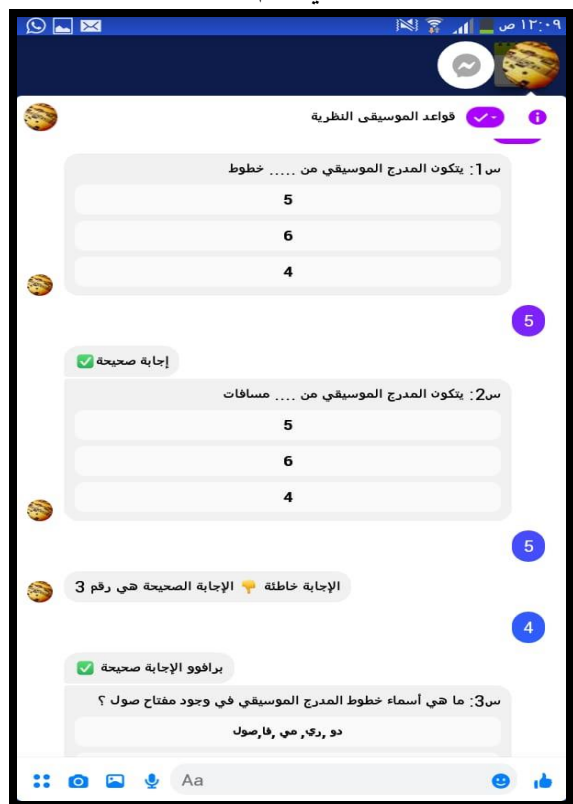 ١٢:٠٩ ص
قواعد الموسيقى النظرية
س1: يتكون المدرج الموسيقي من ..... خطوط
5
6
4
5
إجابة صحيحة ✅
س2: يتكون المدرج الموسيقي من .... مسافات
5
6
4
5
الإجابة خاطئة 👇 الإجابة الصحيحة هي رقم 3
4
برافوو الإجابة صحيحة ✅
س3: ما هي أسماء خطوط المدرج الموسيقي في وجود مفتاح صول ؟
دو ,ري, مي ,فا,صول
Aa